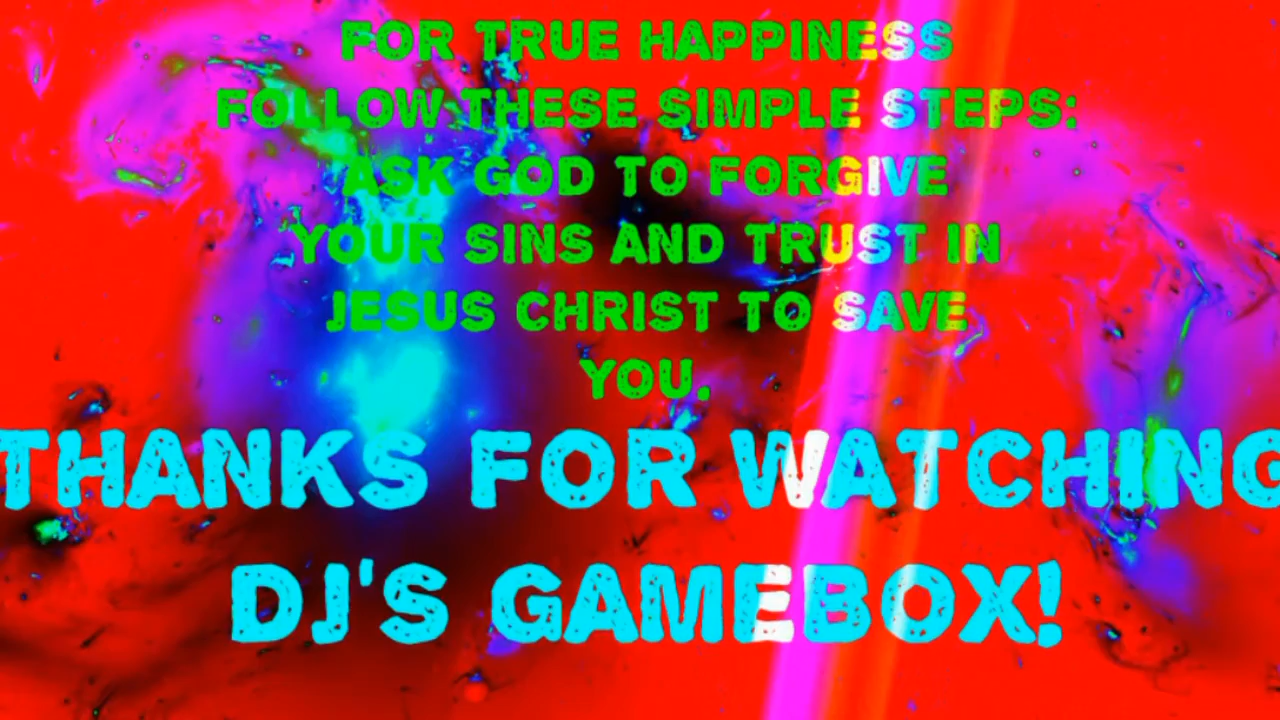 FOR TRUE HAPPINESS
FOLLOW THESE SIMPLE STEPS:
ASK GOD TO FORGIVE
YOUR SINS AND TRUST IN
JESUS CHRIST TO SAVE
YOU.
THANKS FOR WATCHING
DJ'S GAMEBOX!